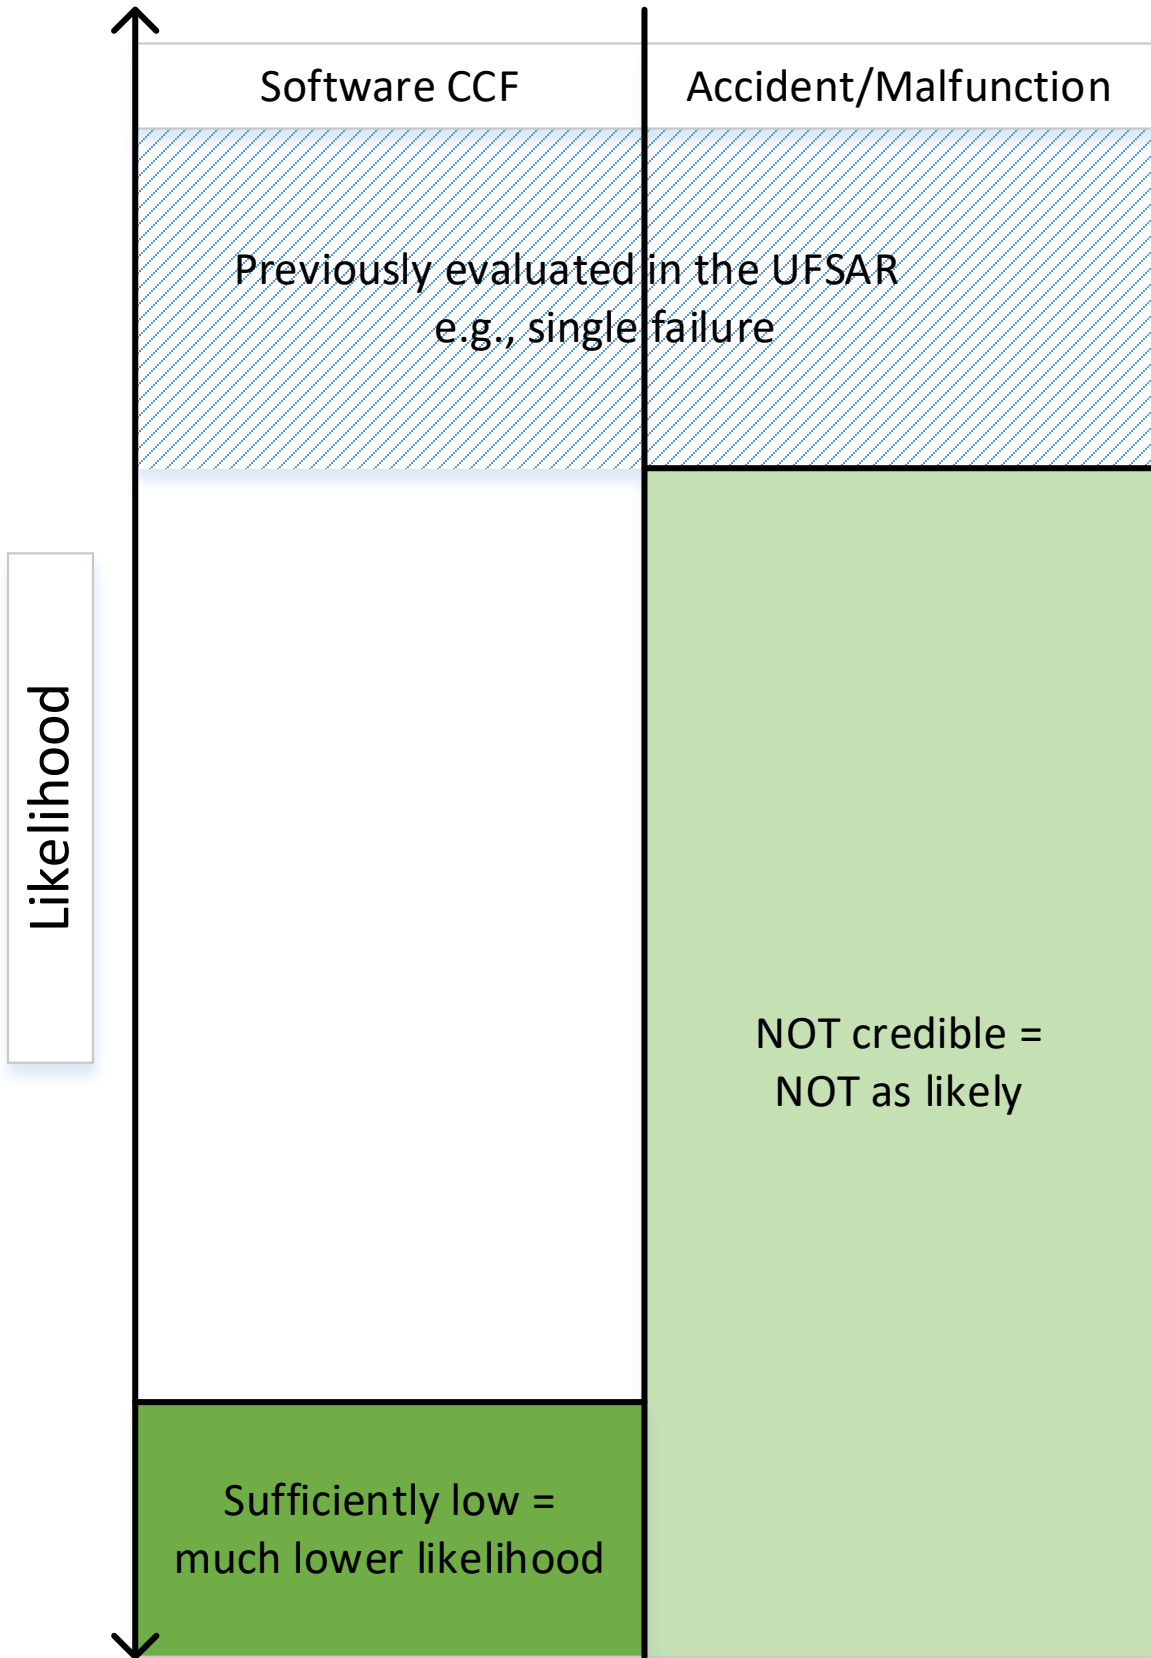 Software CCF
Accident/Malfunction
Previously evaluated in the UFSAR
e.g., single failure
Likelihood
NOT credible =
NOT as likely
Sufficiently low =
much lower likelihood